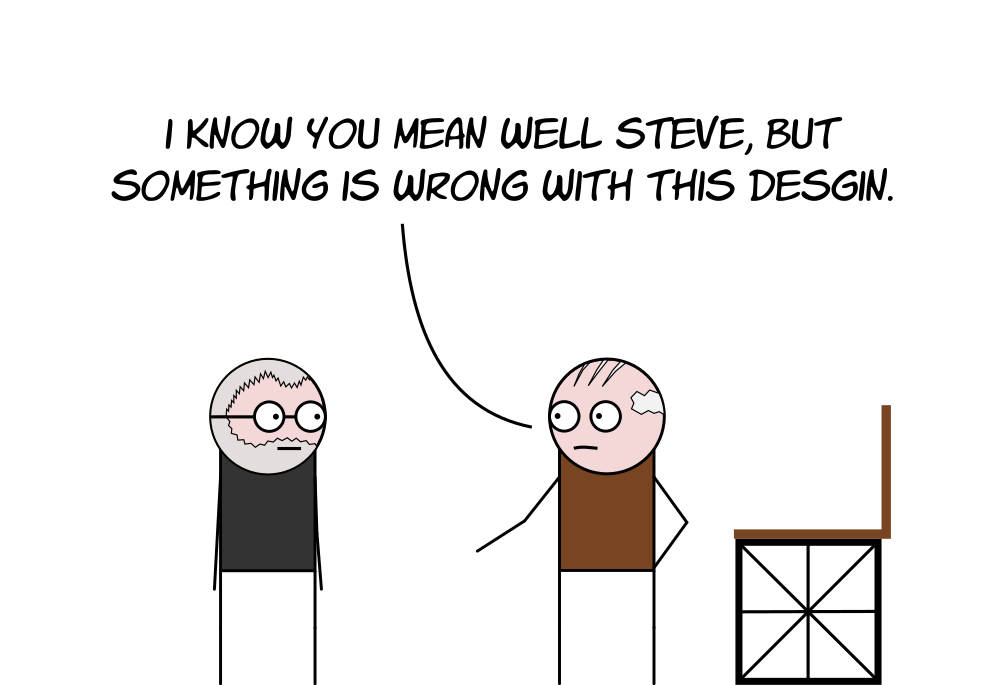 I KNOW YOU MEAN WELL STEVE, BUT
SOMETHING IS WRONG WITH THIS DESGIN.